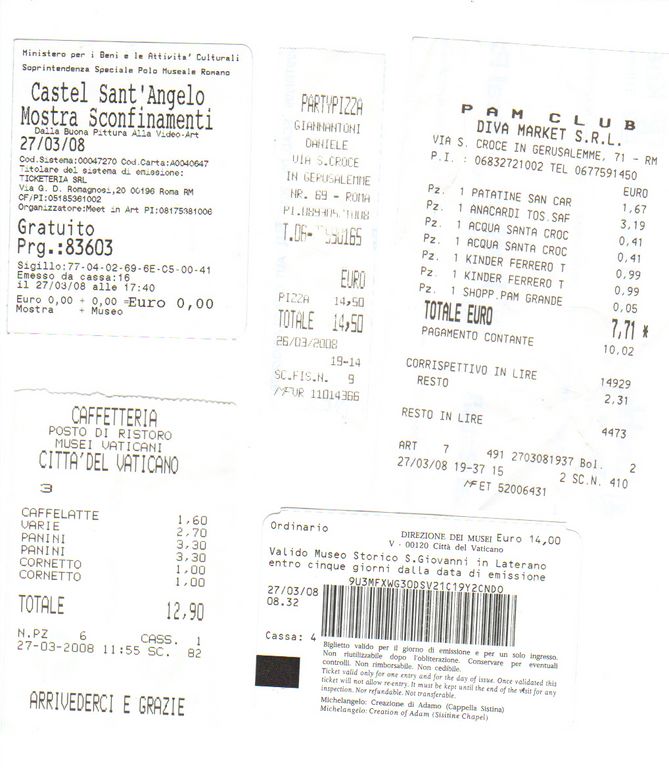 Ministero per i Beni e le Attivita' Culturali
Soprintendenza Speciale Polo Museale Romano
Castel Sant'Angelo
Mostra Sconfinamenti
Dalla Buona Pittura Alla Video-Art
27/03/08
Cod.Sistema:00047270 Cod.Carta:A0040647
Titolare del sistema di emissione:
TICKETERIA SRL
Via G. D. Romagnosi,20 00196 Roma RM
CF/PI:05185361002
Organizzatore:Meet in Art PI:08175381006
Gratuito
Prg.:83603
Sigillo:77-04-02-69-6E-C5-00-41
Emesso da cassa:16
il 27/03/08 alle 17:40
Euro 0,00 + 0,00 =Euro 0,00
Mostra + Museo
PARTYPIZZA
GIANNANTONI
DANIELE
VIA S.CROCE
IN GERUSALEMME
NR. 69 - ROMA
EURO
PIZZA 14,50
TOTALE 14,50
26/03/2008
19-14
SC.FIS.N. 9
MFUR 11014366
PAM CLUB
DIVA MARKET S.R.L.
VIA S. CROCE IN GERUSALEMME, 71 - RM
P.I. : 06832721002 TEL 0677591450
EURO
Pz. 1 PATATINE SAN CAR 1,67
Pz. 1 ANACARDI TOS.SAF 3,19
Pz. 1 ACQUA SANTA CROC 0,41
Pz. 1 ACQUA SANTA CROC 0,41
Pz. 1 KINDER FERRERO T 0,99
Pz. 1 KINDER FERRERO T 0,99
Pz. 1 SHOPP.PAM GRANDE 0,05
TOTALE EURO 7,71 *
PAGAMENTO CONTANTE 10,02
CORRISPETTIVO IN LIRE 14929
RESTO 2,31
RESTO IN LIRE 4473
ART 7 491 2703081937 Bol. 2
27/03/08 19-37 15 2 SC.N. 410
MF ET 52006431
CAFFETTERIA
POSTO DI RISTORO
MUSEI VATICANI
CITTA'DEL VATICANO
3
CAFFELATTE 1,60
VARIE 2,70
PANINI 3,30
PANINI 3,30
CORNETTO 1,00
CORNETTO 1,00
TOTALE 12,90
N.PZ 6 CASS. 1
27-03-2008 11:55 SC. 82
ARRIVEDERCI E GRAZIE
Ordinario DIREZIONE DEI MUSEI Euro 14,00
V - 00120 Città del Vaticano
Valido Museo Storico S.Giovanni in Laterano
entro cinque giorni dalla data di emissione
9U3MFXWG3ODSV21C19Y2CNDO
27/03/08
08.32
Cassa: 4
Biglietto valido per il giorno di emissione e per un solo ingresso.
Non riutilizzabile dopo l'obliterazione. Conservare per eventuali
controlli. Non rimborsabile. Non cedibile.
Ticket valid only for one entry and for the day of issue. Once validated this
ticket will not allow re-entry. It must be kept until the end of the visit for any
inspection. Nor refundable. Not transferable.
Michelangelo: Creazione di Adamo (Cappella Sistina)
Michelangelo: Creation of Adam (Sisitine Chapel)